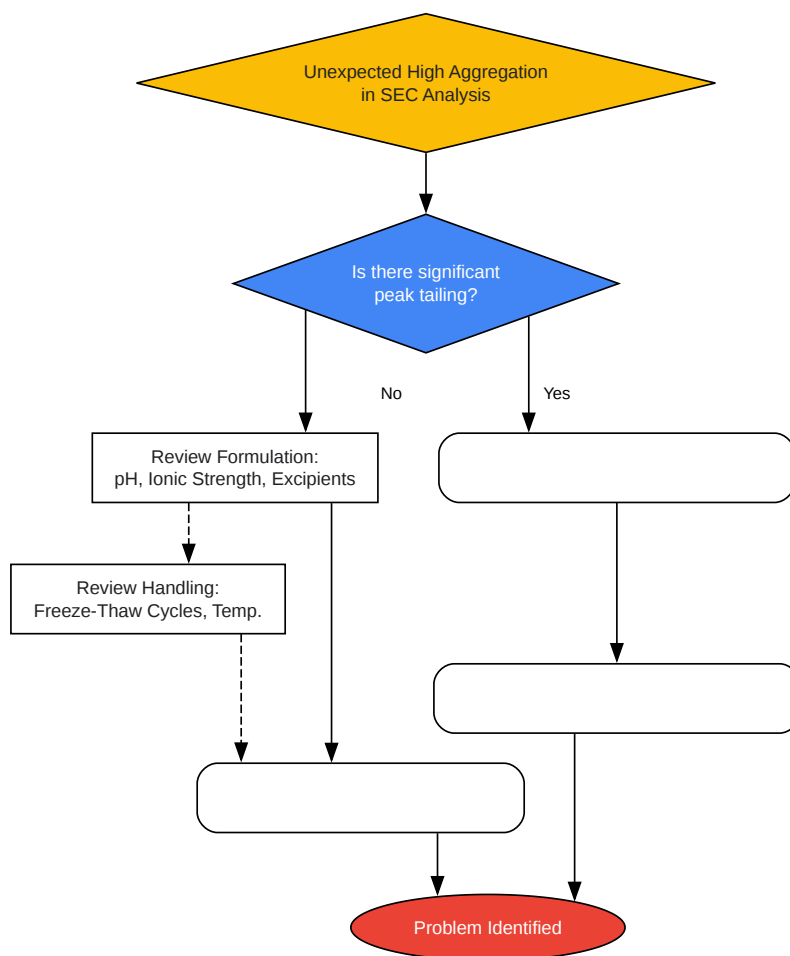 Unexpected High Aggregation
in SEC Analysis
Is there significant
peak tailing?
No
Yes
Review Formulation:
pH, Ionic Strength, Excipients
Review Handling:
Freeze-Thaw Cycles, Temp.
Problem Identified